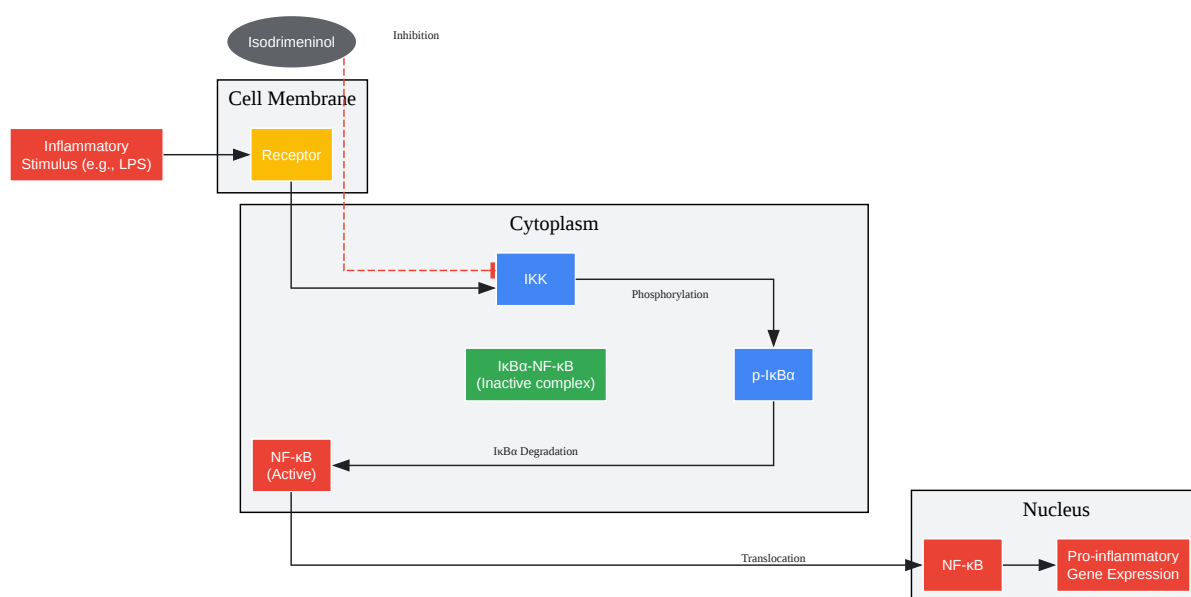 Isodrimeninol
Inhibition
Cell Membrane
Inflammatory
Stimulus (e.g., LPS)
Receptor
Cytoplasm
IKK
Phosphorylation
IκBα-NF-κB
(Inactive complex)
p-IκBα
IκBα Degradation
NF-κB
(Active)
Nucleus
Translocation
NF-κB
Pro-inflammatory
Gene Expression